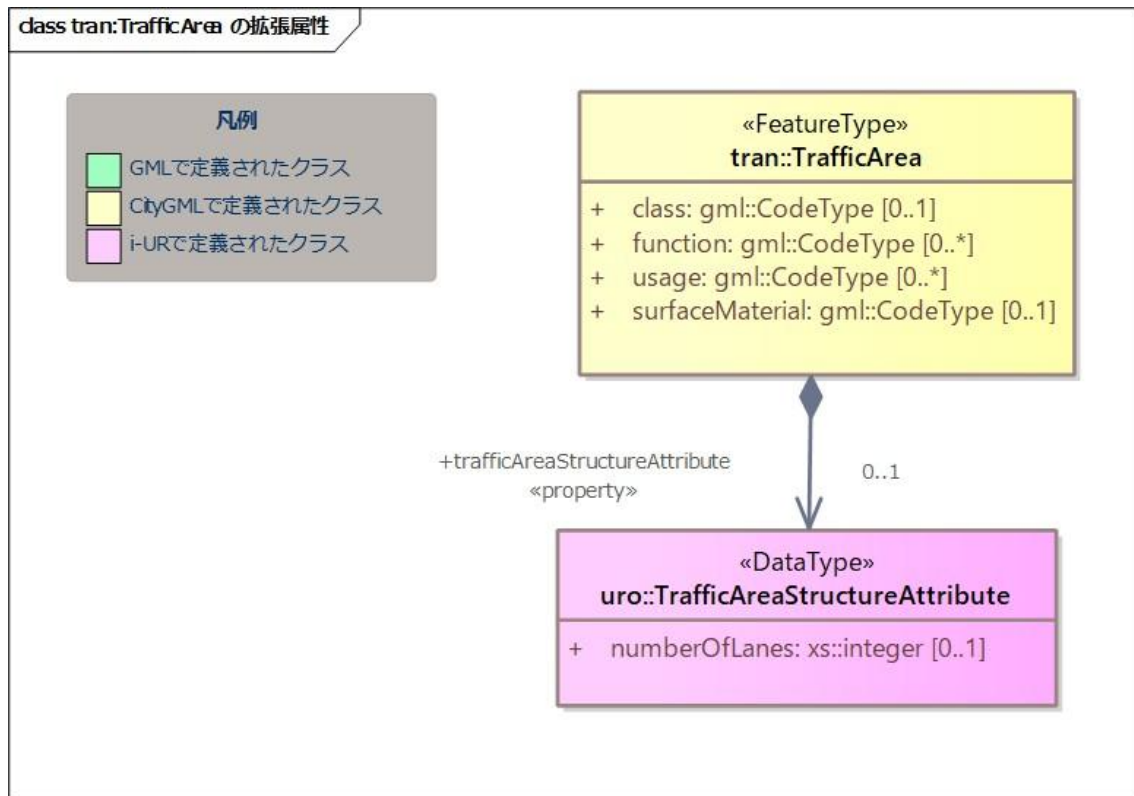 class tran:TrafficArea の拡張属性
凡例
GMLで定義されたクラス
CityGMLで定義されたクラス
i-URで定義されたクラス
«FeatureType»
tran::TrafficArea
+ class: gml::CodeType [0..1]
+ function: gml::CodeType [0..*]
+ usage: gml::CodeType [0..*]
+ surfaceMaterial: gml::CodeType [0..1]
+trafficAreaStructureAttribute
«property»
0..1
«DataType»
uro::TrafficAreaStructureAttribute
+ numberOfLanes: xs::integer [0..1]